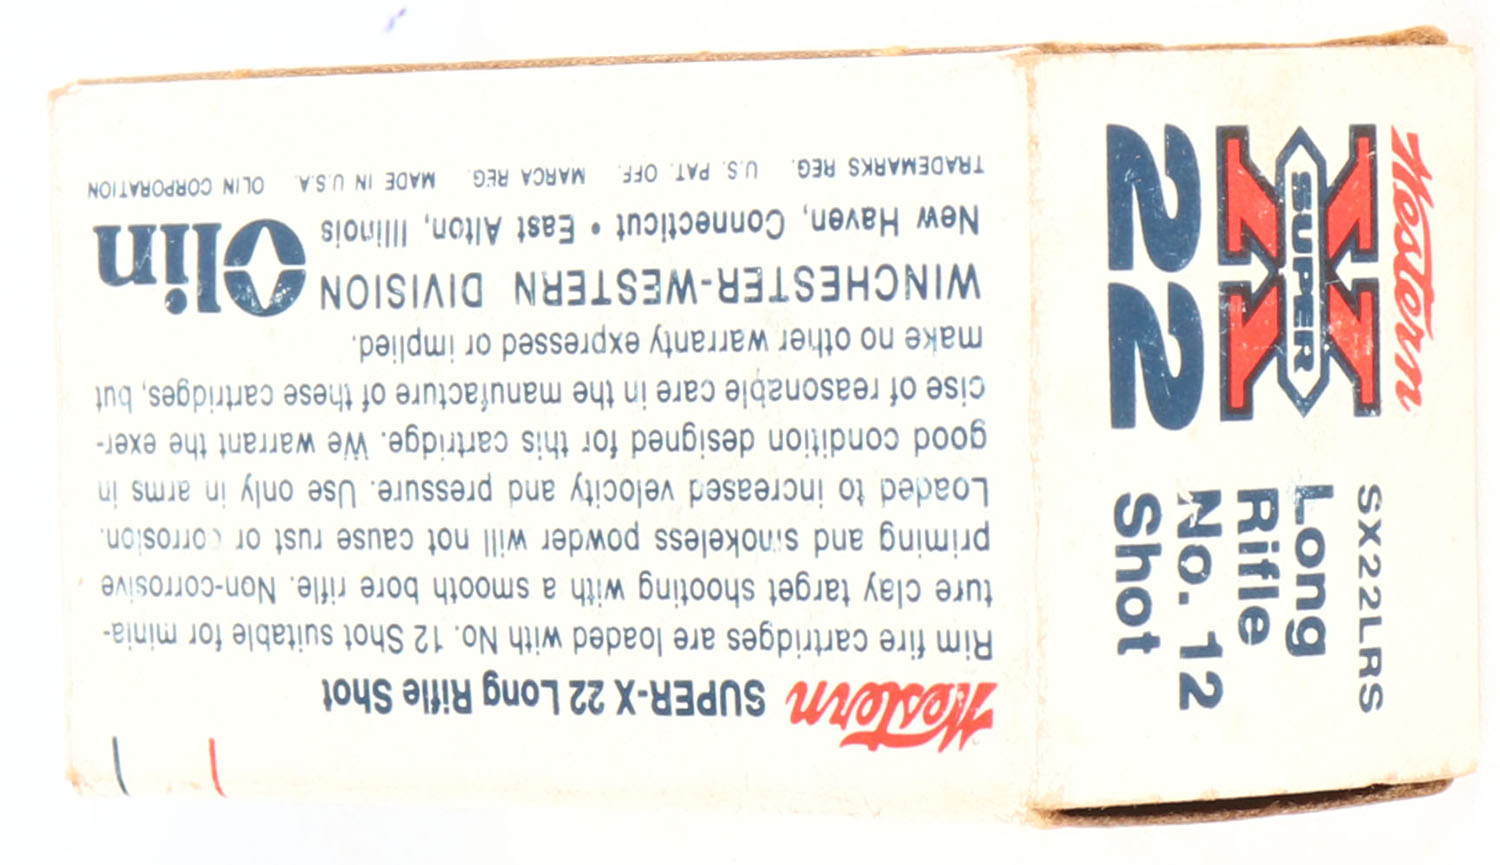 Western SUPER-X 22 Long Rifle Shot
Rim fire cartridges are loaded with No. 12 Shot suitable for minia-
ture clay target shooting with a smooth bore rifle. Non-corrosive
priming and smokeless powder will not cause rust or corrosion.
Loaded to increased velocity and pressure. Use only in arms in
good condition designed for this cartridge. We warrant the exer-
cise of reasonable care in the manufacture of these cartridges, but
make no other warranty expressed or implied.
WINCHESTER-WESTERN DIVISION
New Haven, Connecticut • East Alton, Illinois
Olin
TRADEMARKS REG. U.S. PAT. OFF. MARCA REG. MADE IN U.S.A. OLIN CORPORATION
Western
SUPER X
22
SX22LRS
Long
Rifle
No. 12
Shot